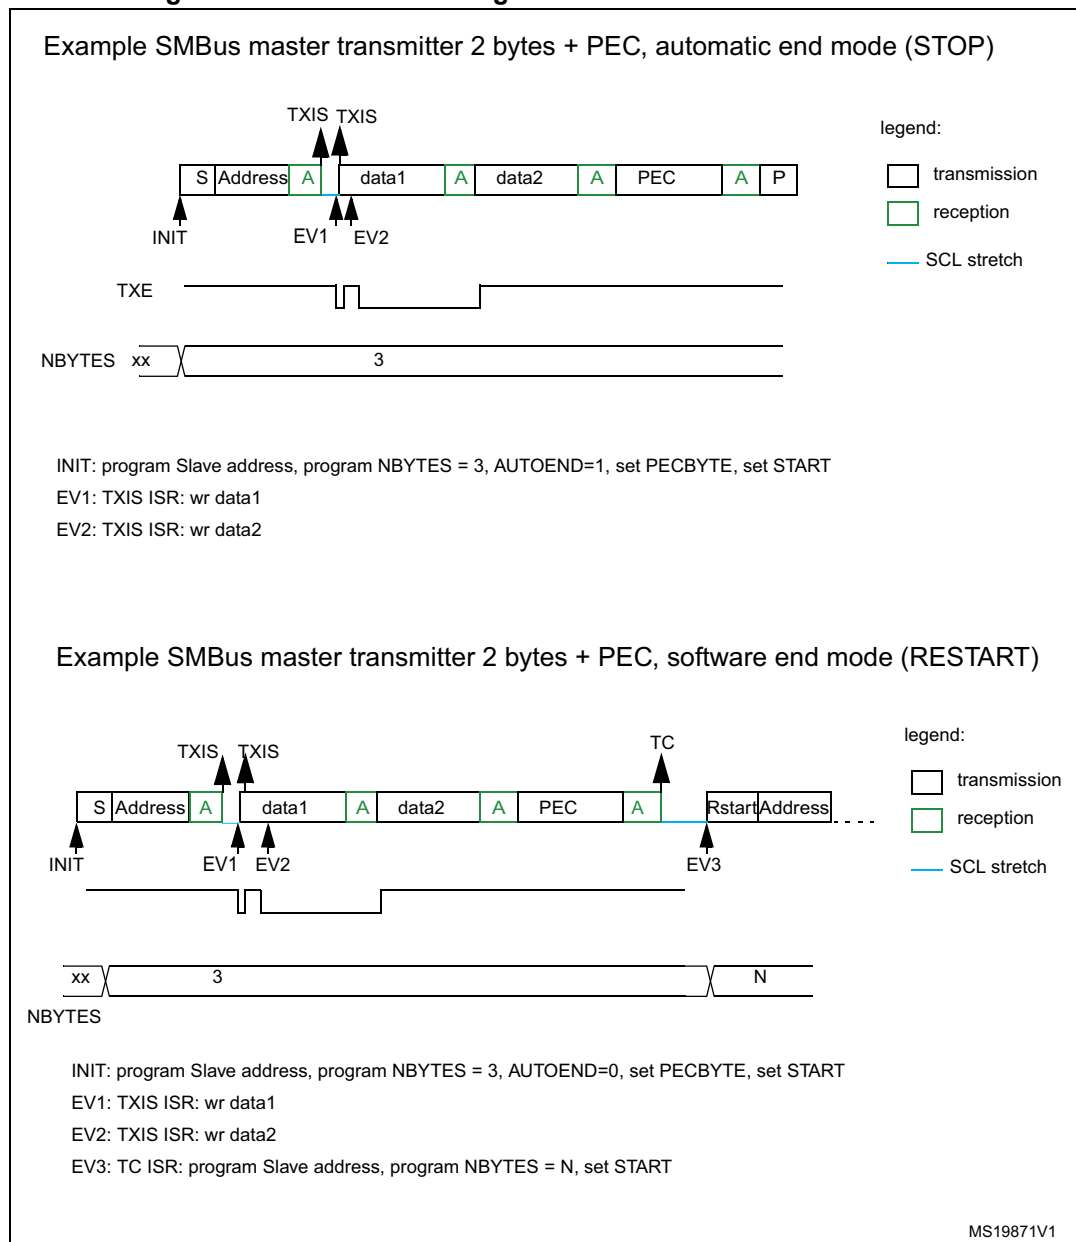 Example SMBus master transmitter 2 bytes + PEC, automatic end mode (STOP)
TXIS TXIS
legend:
S Address A data1 A data2 A PEC A P
transmission
reception
INIT EV1 EV2
SCL stretch
TXE
NBYTES xx 3
INIT: program Slave address, program NBYTES = 3, AUTOEND=1, set PECBYTE, set START
EV1: TXIS ISR: wr data1
EV2: TXIS ISR: wr data2
Example SMBus master transmitter 2 bytes + PEC, software end mode (RESTART)
TXIS TXIS TC
legend:
transmission
S Address A data1 A data2 A PEC A Rstart Address
reception
INIT EV1 EV2 EV3
SCL stretch
xx 3 N
NBYTES
INIT: program Slave address, program NBYTES = 3, AUTOEND=0, set PECBYTE, set START
EV1: TXIS ISR: wr data1
EV2: TXIS ISR: wr data2
EV3: TC ISR: program Slave address, program NBYTES = N, set START
MS19871V1